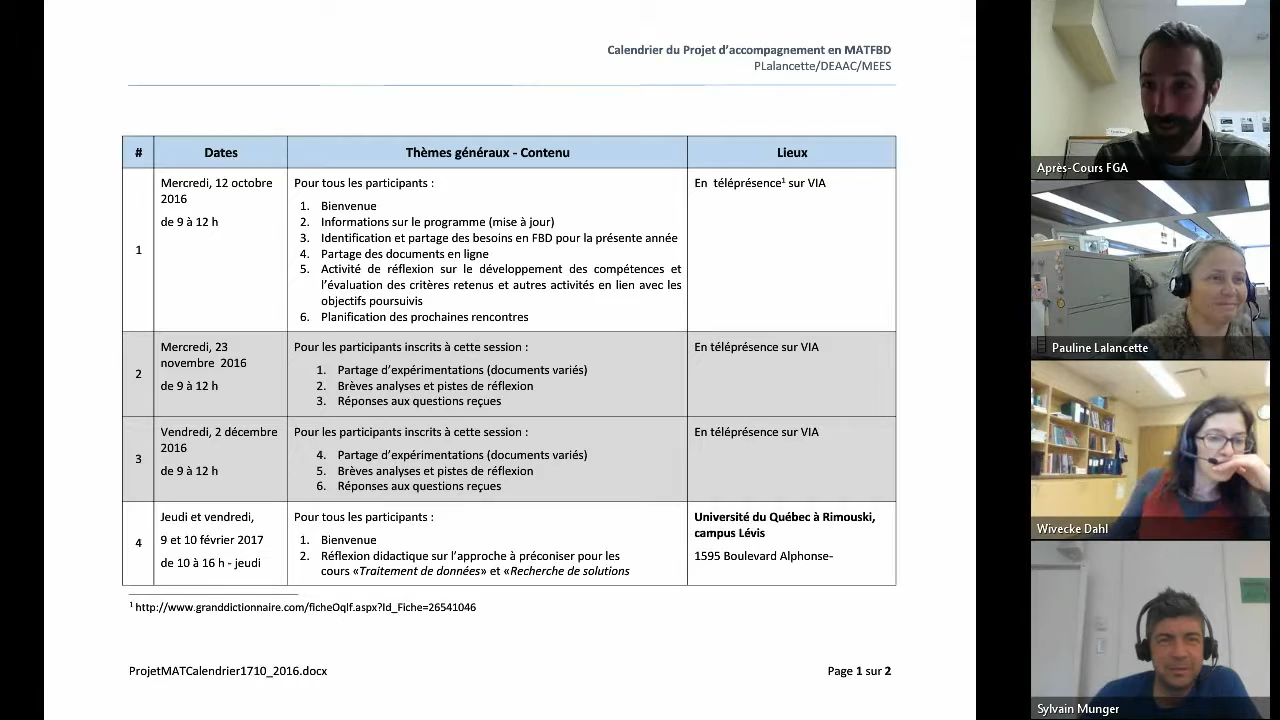 Calendrier du Projet d'accompagnement en MATFBD
PLalancette/DEAAC/MEES
# Dates Thèmes généraux - Contenu Lieux
1
Mercredi, 12 octobre
2016
de 9 à 12 h
Pour tous les participants :
1. Bienvenue
2. Informations sur le programme (mise à jour)
3. Identification et partage des besoins en FBD pour la présente année
4. Partage des documents en ligne
5. Activité de réflexion sur le développement des compétences et
l'évaluation des critères retenus et autres activités en lien avec les
objectifs poursuivis
6. Planification des prochaines rencontres
En téléprésence¹ sur VIA
2
Mercredi, 23
novembre 2016
de 9 à 12 h
Pour les participants inscrits à cette session :
1. Partage d'expérimentations (documents variés)
2. Brèves analyses et pistes de réflexion
3. Réponses aux questions reçues
En téléprésence sur VIA
3
Vendredi, 2 décembre
2016
de 9 à 12 h
Pour les participants inscrits à cette session :
4. Partage d'expérimentations (documents variés)
5. Brèves analyses et pistes de réflexion
6. Réponses aux questions reçues
En téléprésence sur VIA
4
Jeudi et vendredi,
9 et 10 février 2017
de 10 à 16 h - jeudi
Pour tous les participants :
1. Bienvenue
2. Réflexion didactique sur l'approche à préconiser pour les
cours «Traitement de données» et «Recherche de solutions
Université du Québec à Rimouski,
campus Lévis
1595 Boulevard Alphonse-
¹ http://www.granddictionnaire.com/ficheOqlf.aspx?Id_Fiche=26541046
ProjetMATCalendrier1710_2016.docx
Page 1 sur 2
Après-Cours FGA
Pauline Lalancette
Wivecke Dahl
Sylvain Munger